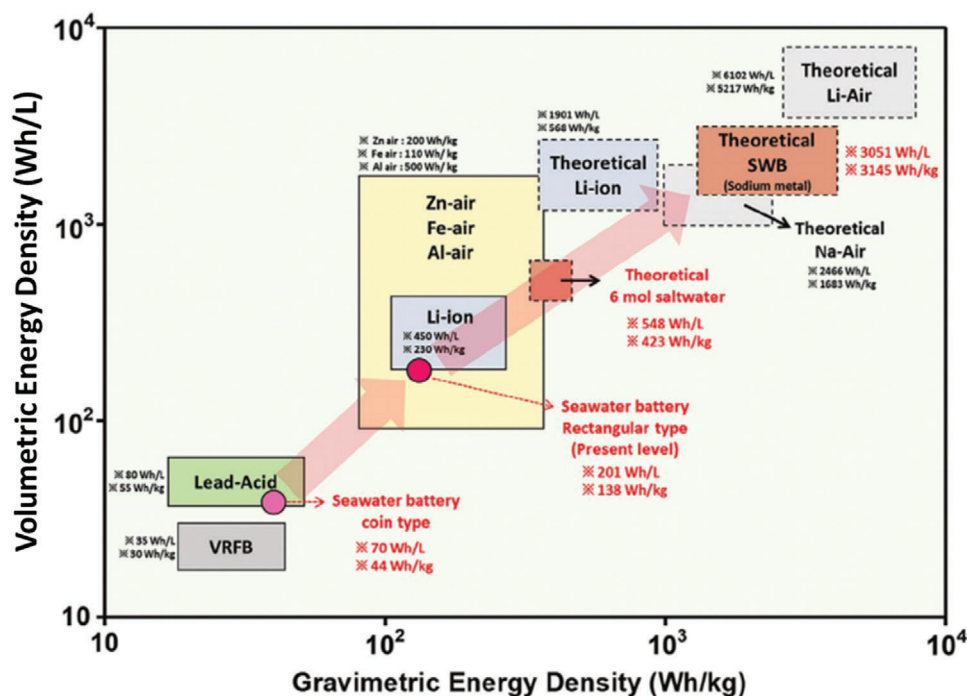 Volumetric Energy Density (Wh/L)
10⁴
10³
10²
10
10
10²
10³
10⁴
Gravimetric Energy Density (Wh/kg)
※ 6102 Wh/L
※ 5217 Wh/kg
Theoretical
Li-Air
※ 1901 Wh/L
※ 568 Wh/kg
Theoretical
Li-ion
Theoretical
SWB
(Sodium metal)
※ 3051 Wh/L
※ 3145 Wh/kg
※ Zn air : 200 Wh/kg
※ Fe air : 110 Wh/kg
※ Al air : 500 Wh/kg
Zn-air
Fe-air
Al-air
Theoretical
Na-Air
※ 2466 Wh/L
※ 1683 Wh/kg
Theoretical
6 mol saltwater
※ 548 Wh/L
※ 423 Wh/kg
Li-ion
※ 450 Wh/L
※ 230 Wh/kg
Seawater battery
Rectangular type
(Present level)
※ 201 Wh/L
※ 138 Wh/kg
※ 80 Wh/L
※ 55 Wh/kg
Lead-Acid
Seawater battery
coin type
※ 70 Wh/L
※ 44 Wh/kg
※ 35 Wh/L
※ 30 Wh/kg
VRFB